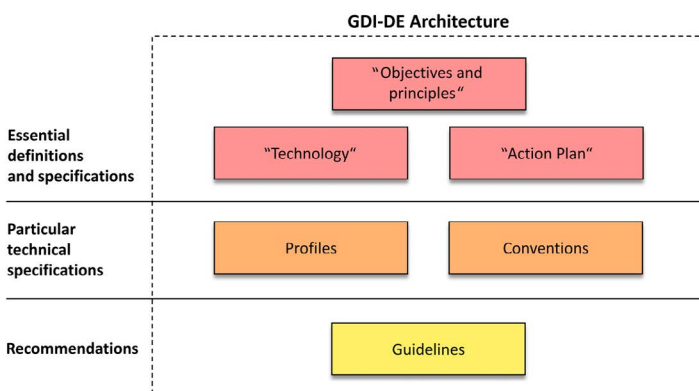 GDI-DE Architecture
“Objectives and
principles“
Essential
definitions
and specifications
“Technology“
“Action Plan“
Particular
technical
specifications
Profiles
Conventions
Recommendations
Guidelines